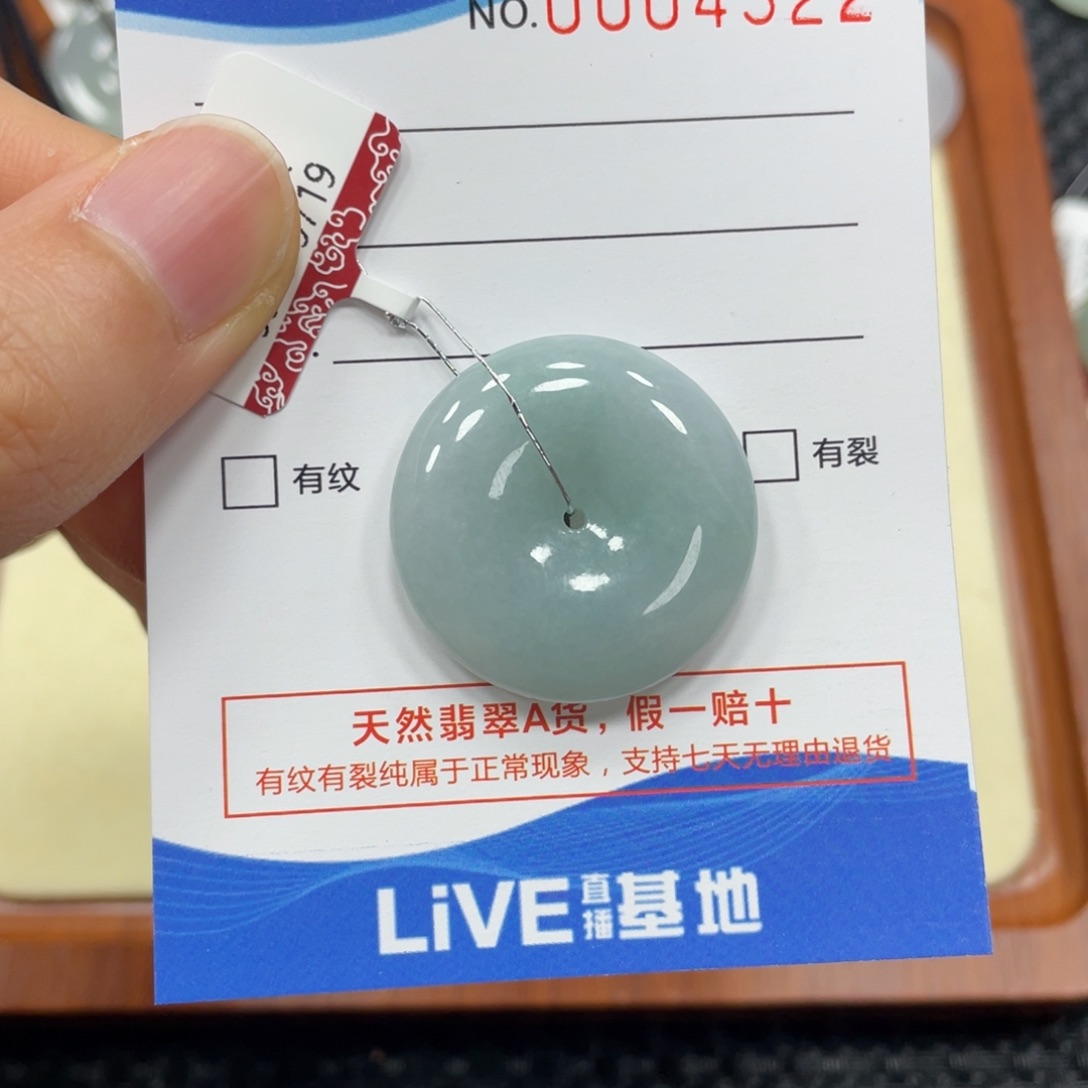 NO.0004522
719
有纹
有裂
天然翡翠A货，假一赔十
有纹有裂纯属于正常现象，支持七天无理由退货
LiVE直播基地